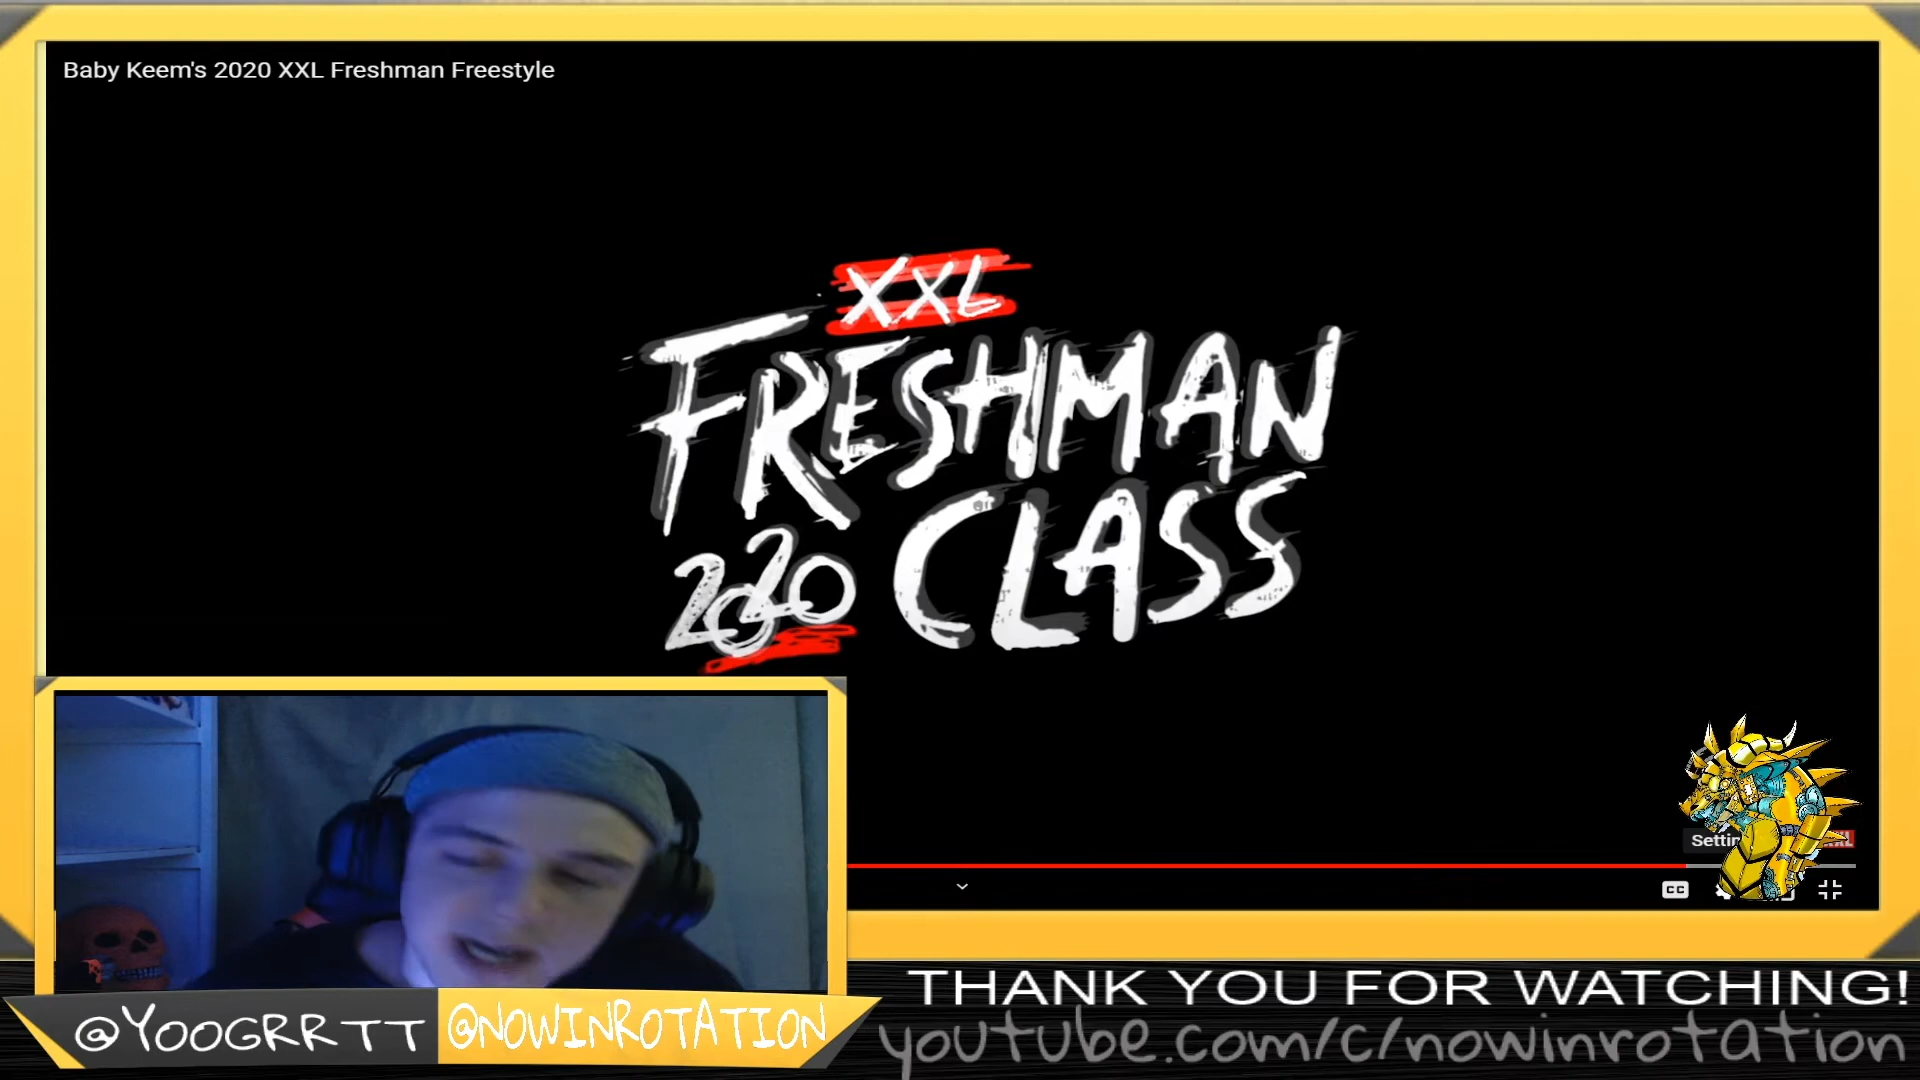 Baby Keem's 2020 XXL Freshman Freestyle
XXL
FRESHMAN
2020 CLASS
CC
@YOOGRRTT
@NOWINROTATION
THANK YOU FOR WATCHING!
youtube.com/c/nowinrotation